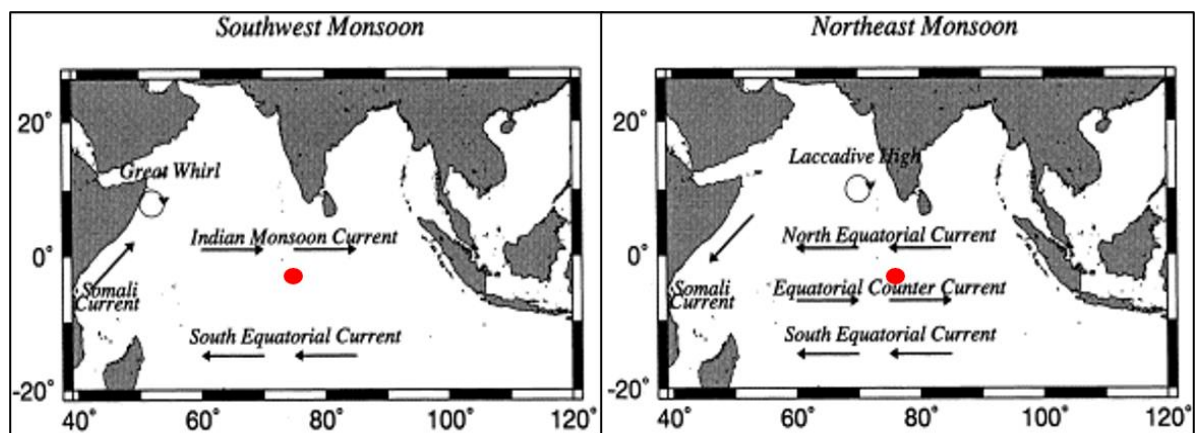 Southwest Monsoon
20°
Great Whirl
Indian Monsoon Current
0°
Somali
Current
South Equatorial Current
-20°
40°
60°
80°
100°
120°
Northeast Monsoon
20°
Laccadive High
North Equatorial Current
0°
Somali
Current
Equatorial Counter Current
South Equatorial Current
-20°
40°
60°
80°
100°
120°